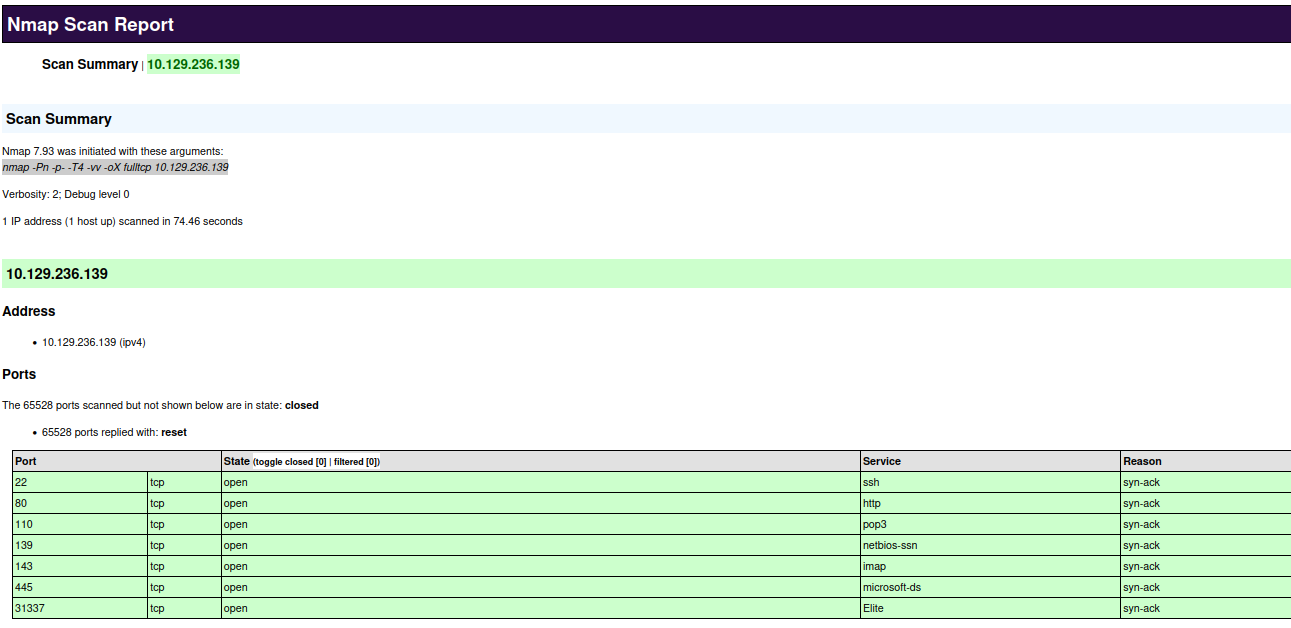 Nmap Scan Report
Scan Summary | 10.129.236.139
Scan Summary
Nmap 7.93 was initiated with these arguments:
nmap -Pn -p- -T4 -vv -oX fulltcp 10.129.236.139
Verbosity: 2; Debug level 0
1 IP address (1 host up) scanned in 74.46 seconds
10.129.236.139
Address
• 10.129.236.139 (ipv4)
Ports
The 65528 ports scanned but not shown below are in state: closed
• 65528 ports replied with: reset
Port State (toggle closed [0] | filtered [0]) Service Reason
22 tcp open ssh syn-ack
80 tcp open http syn-ack
110 tcp open pop3 syn-ack
139 tcp open netbios-ssn syn-ack
143 tcp open imap syn-ack
445 tcp open microsoft-ds syn-ack
31337 tcp open Elite syn-ack